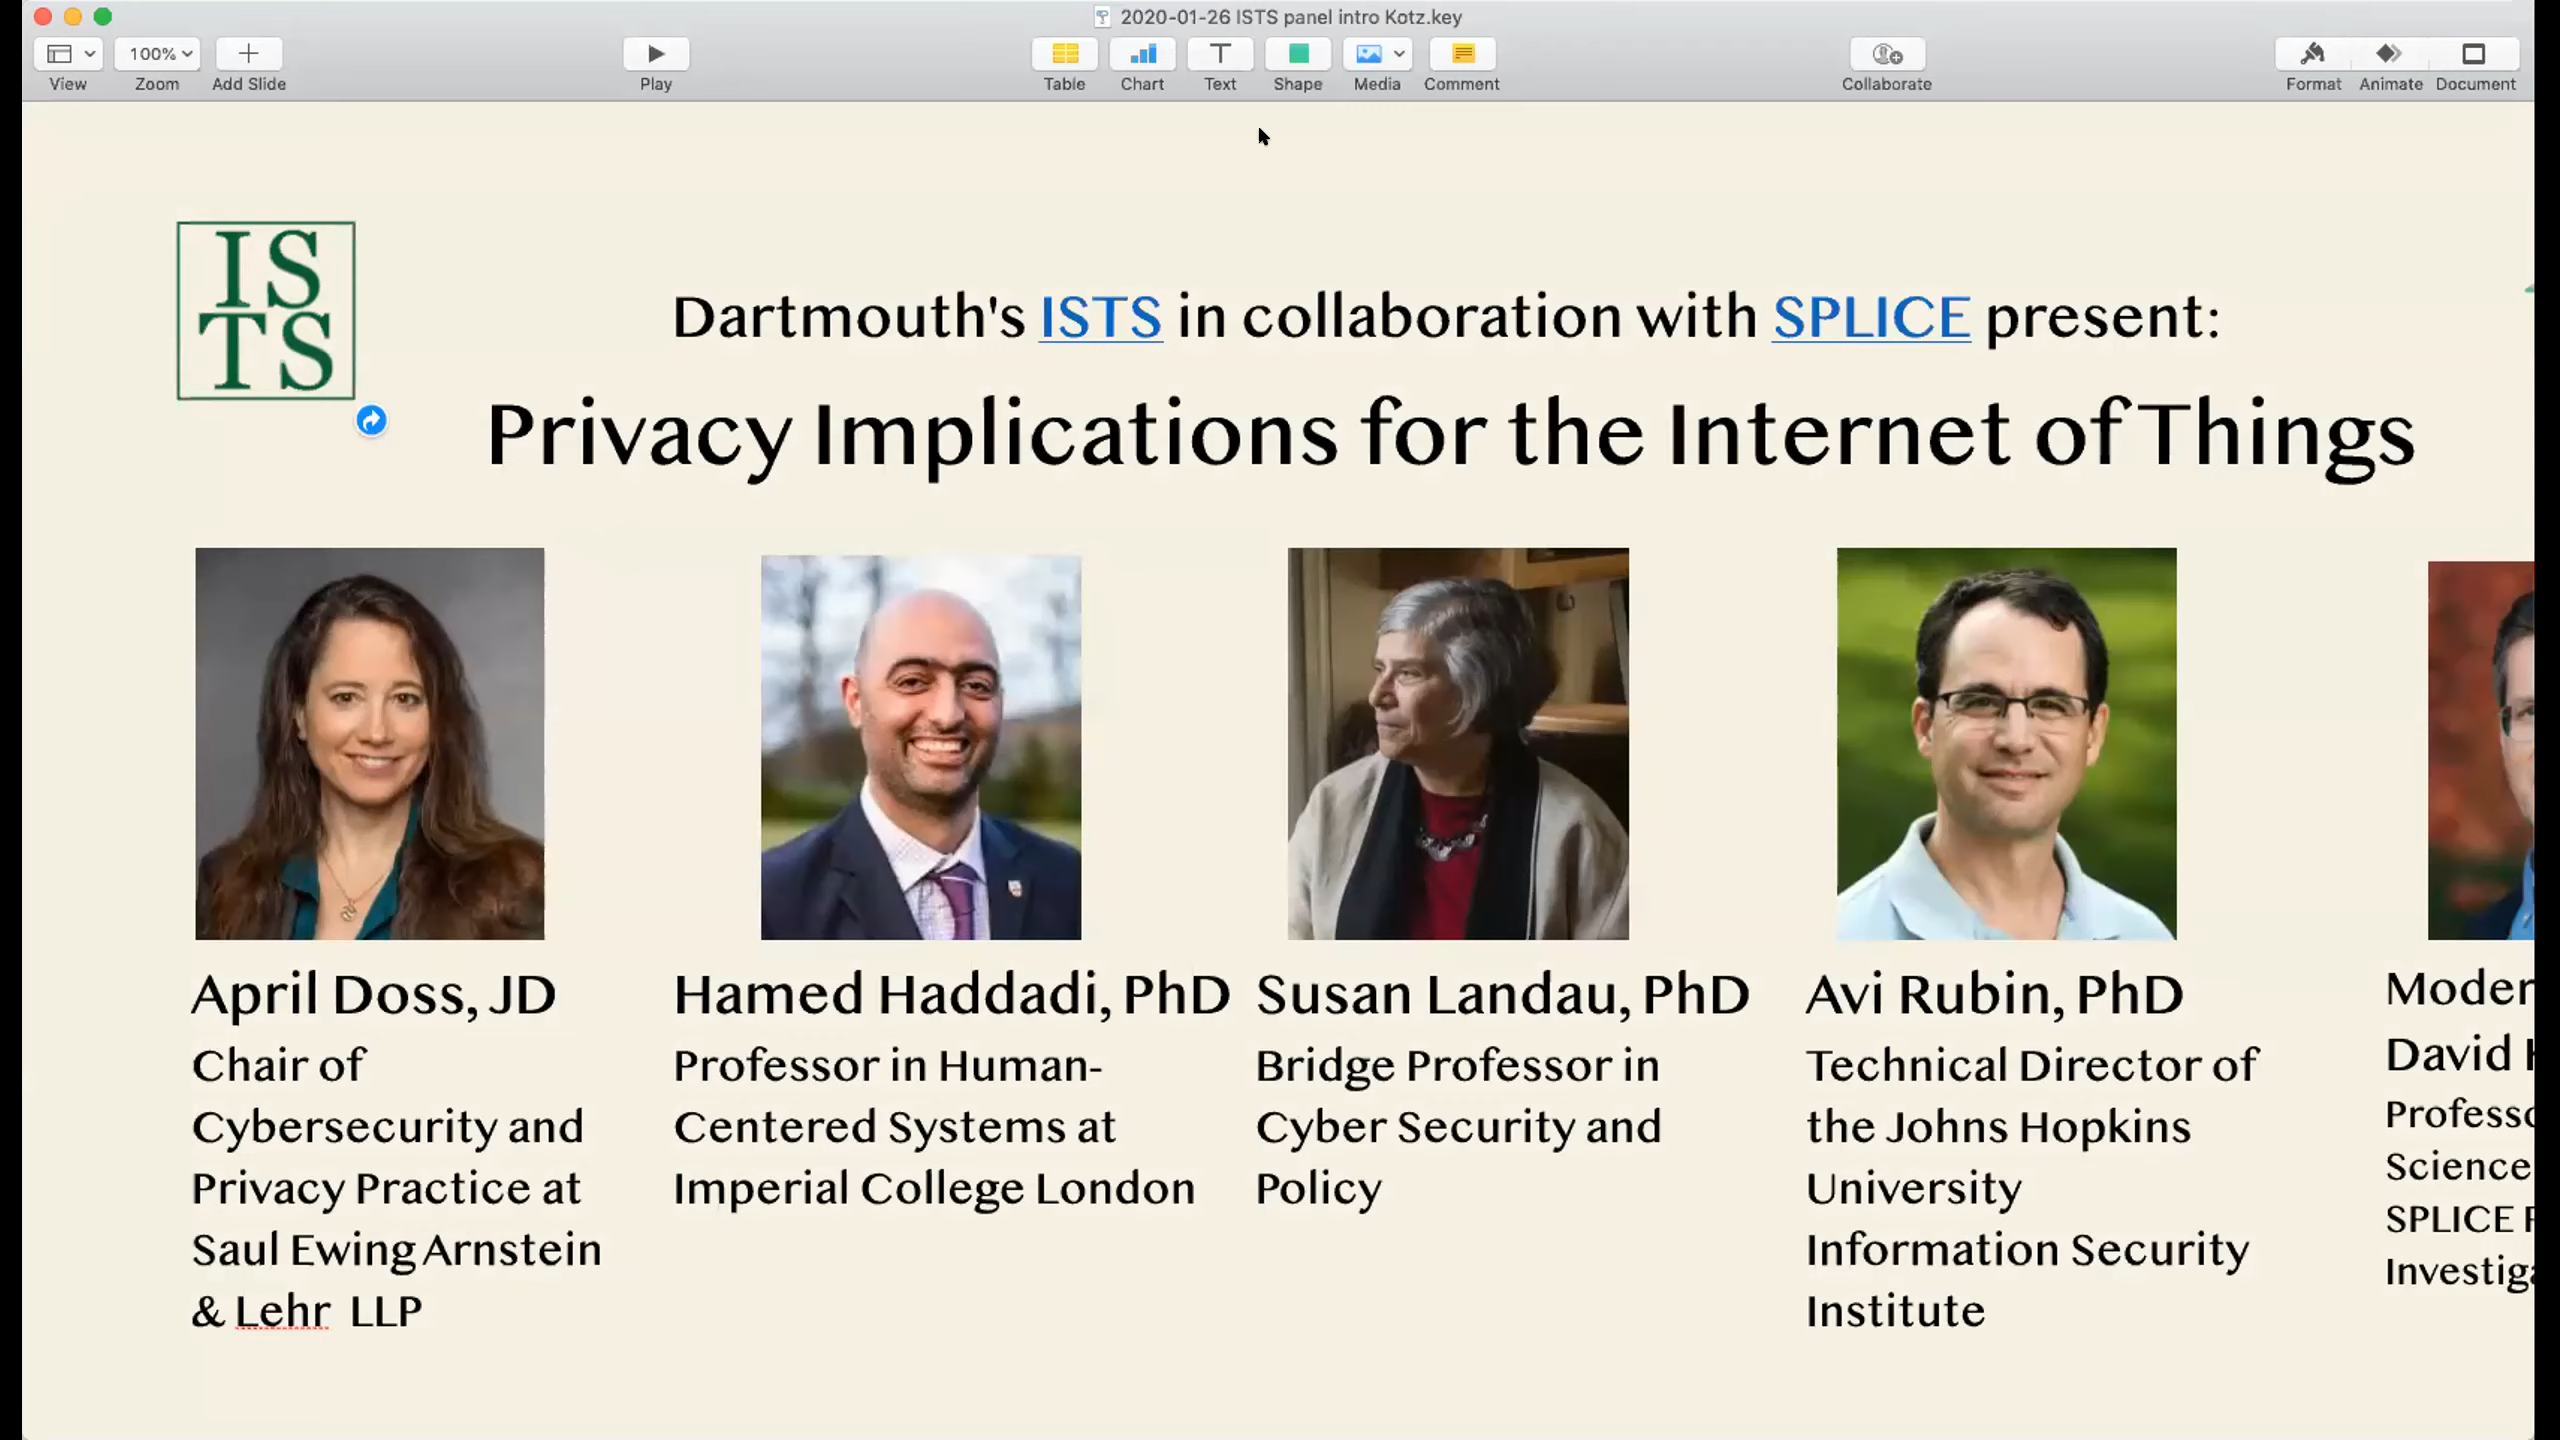 2020-01-26 ISTS panel intro Kotz.key
100%
View
Zoom
Add Slide
Play
Table
Chart
Text
Shape
Media
Comment
Collaborate
Format
Animate
Document
IS
TS
Dartmouth's ISTS in collaboration with SPLICE present:
Privacy Implications for the Internet of Things
April Doss, JD
Chair of
Cybersecurity and
Privacy Practice at
Saul Ewing Arnstein
& Lehr LLP
Hamed Haddadi, PhD
Professor in Human-
Centered Systems at
Imperial College London
Susan Landau, PhD
Bridge Professor in
Cyber Security and
Policy
Avi Rubin, PhD
Technical Director of
the Johns Hopkins
University
Information Security
Institute
David
Science
SPLICE